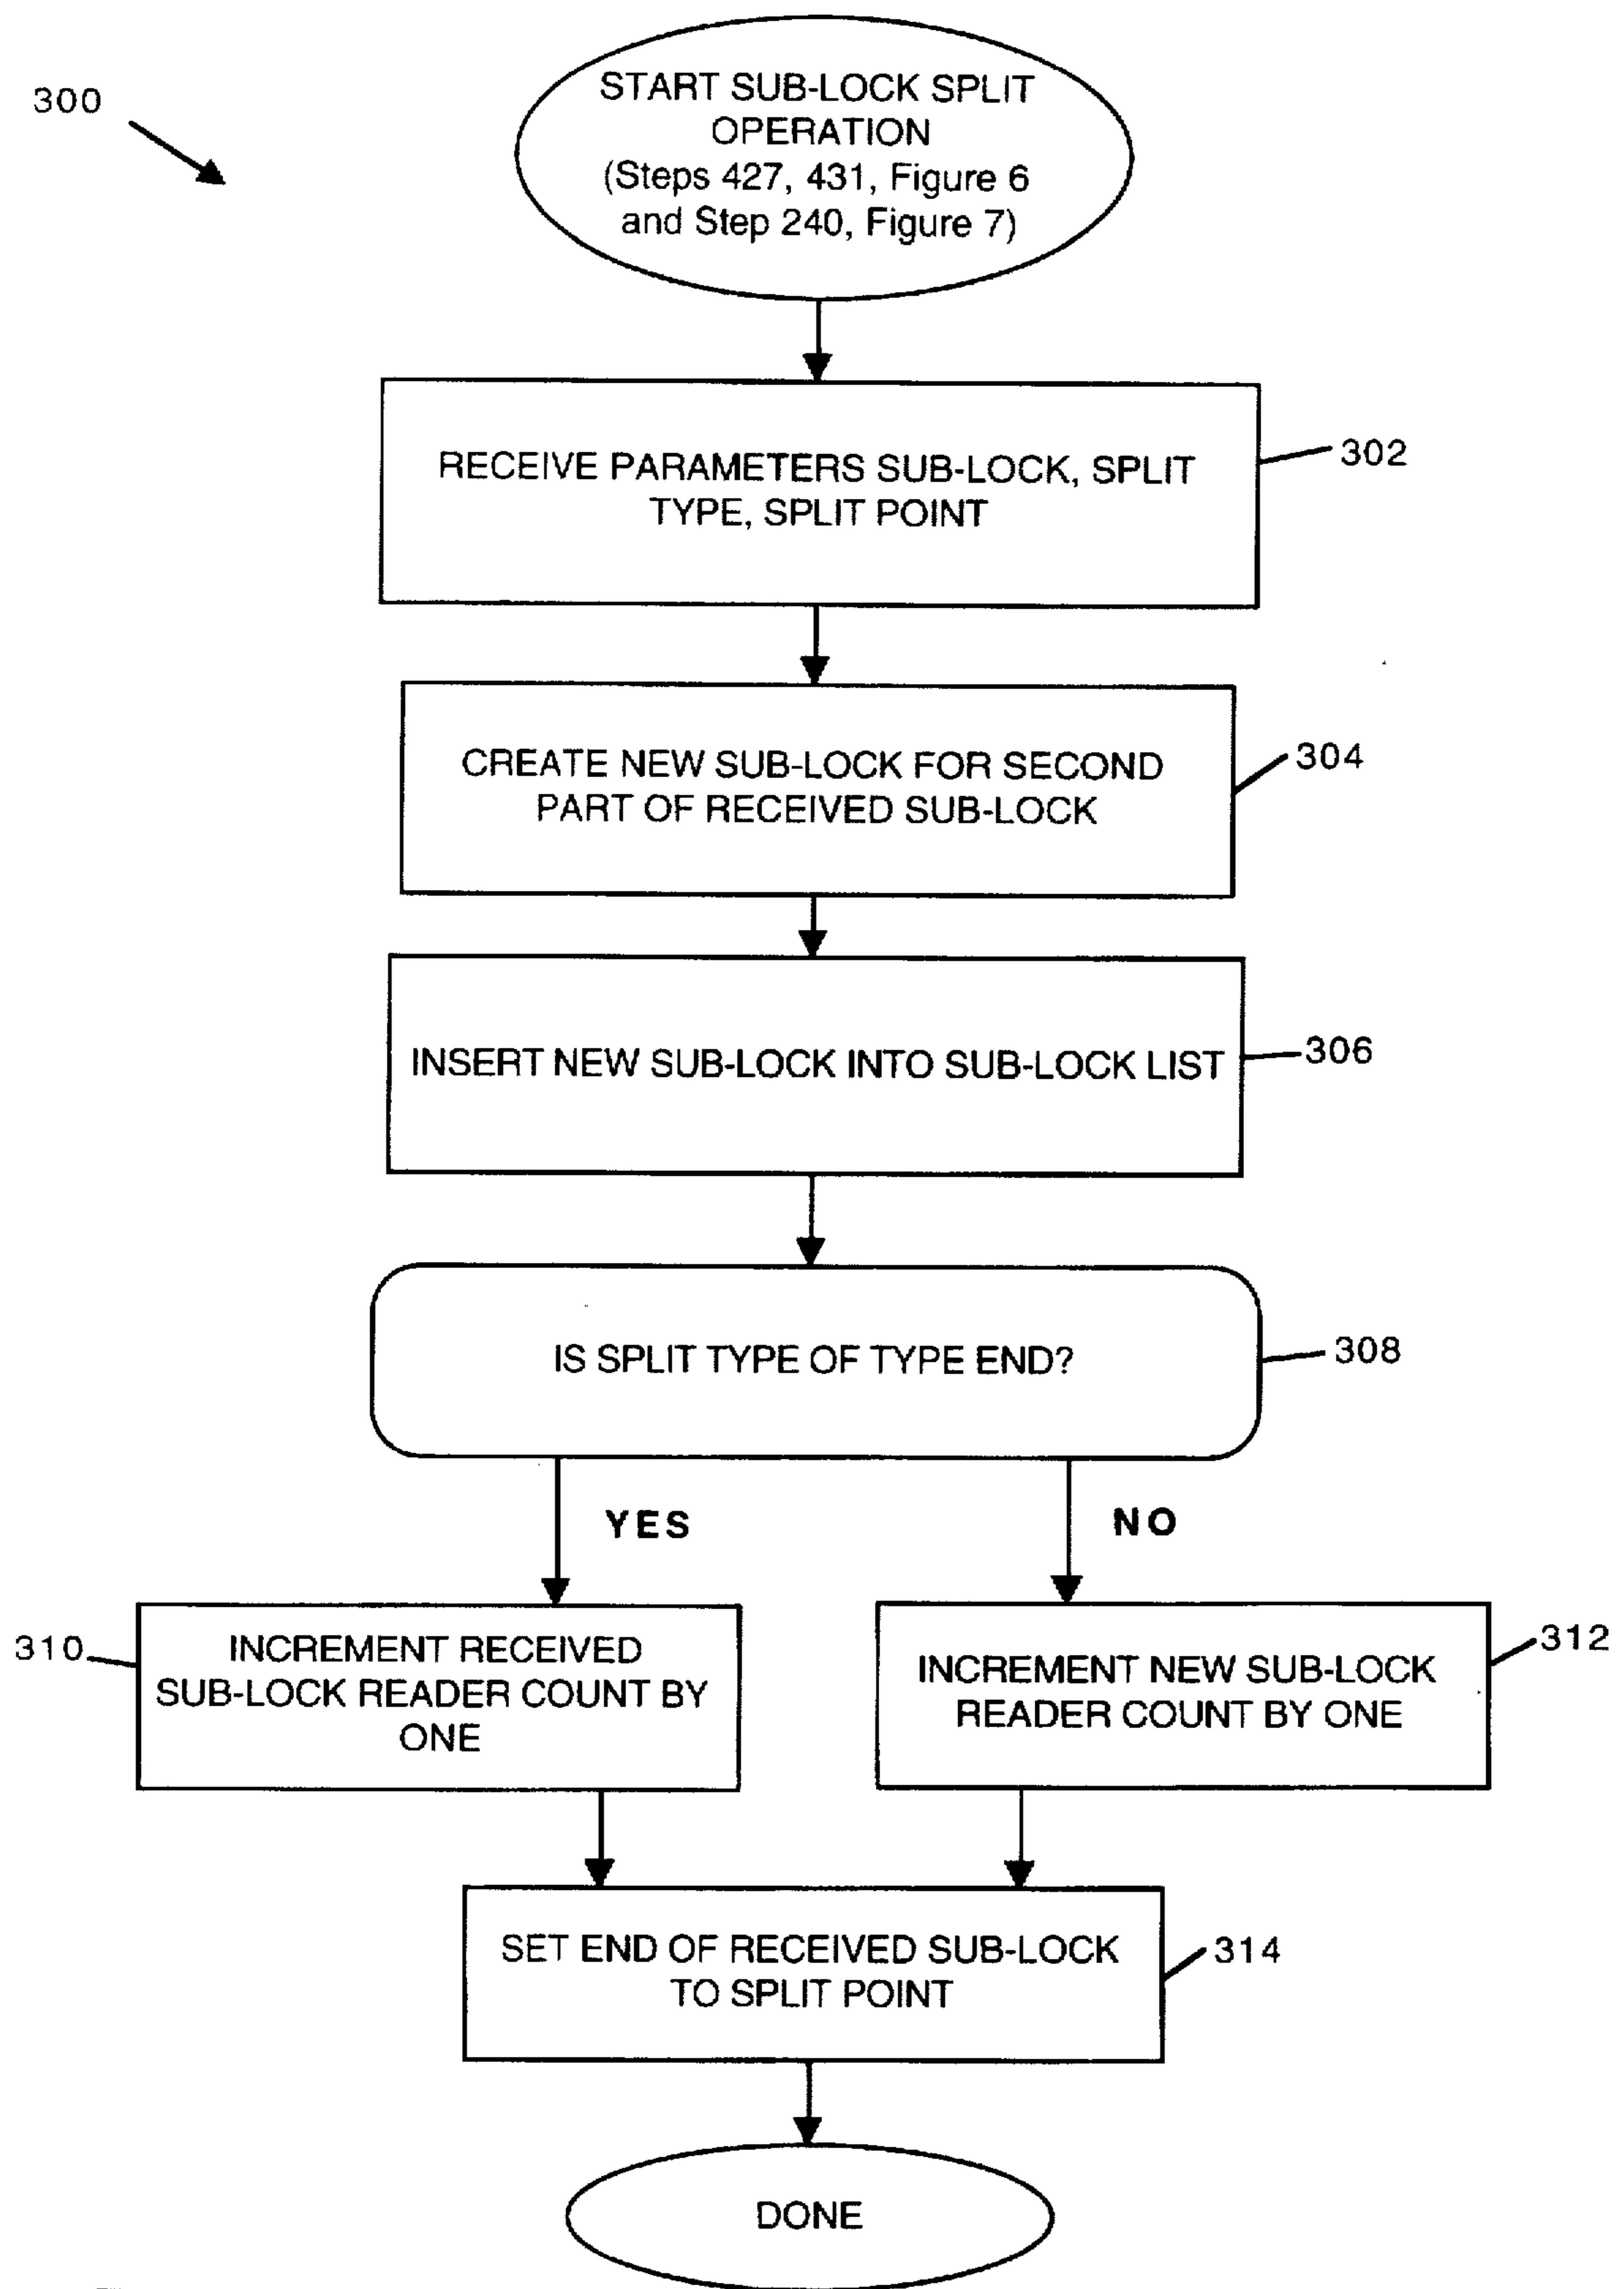 300
START SUB-LOCK SPLIT
OPERATION
(Steps 427, 431, Figure 6
and Step 240, Figure 7)
RECEIVE PARAMETERS SUB-LOCK, SPLIT
TYPE, SPLIT POINT
302
CREATE NEW SUB-LOCK FOR SECOND
PART OF RECEIVED SUB-LOCK
304
INSERT NEW SUB-LOCK INTO SUB-LOCK LIST
306
IS SPLIT TYPE OF TYPE END?
308
YES
NO
310
INCREMENT RECEIVED
SUB-LOCK READER COUNT BY
ONE
INCREMENT NEW SUB-LOCK
READER COUNT BY ONE
312
SET END OF RECEIVED SUB-LOCK
TO SPLIT POINT
314
DONE